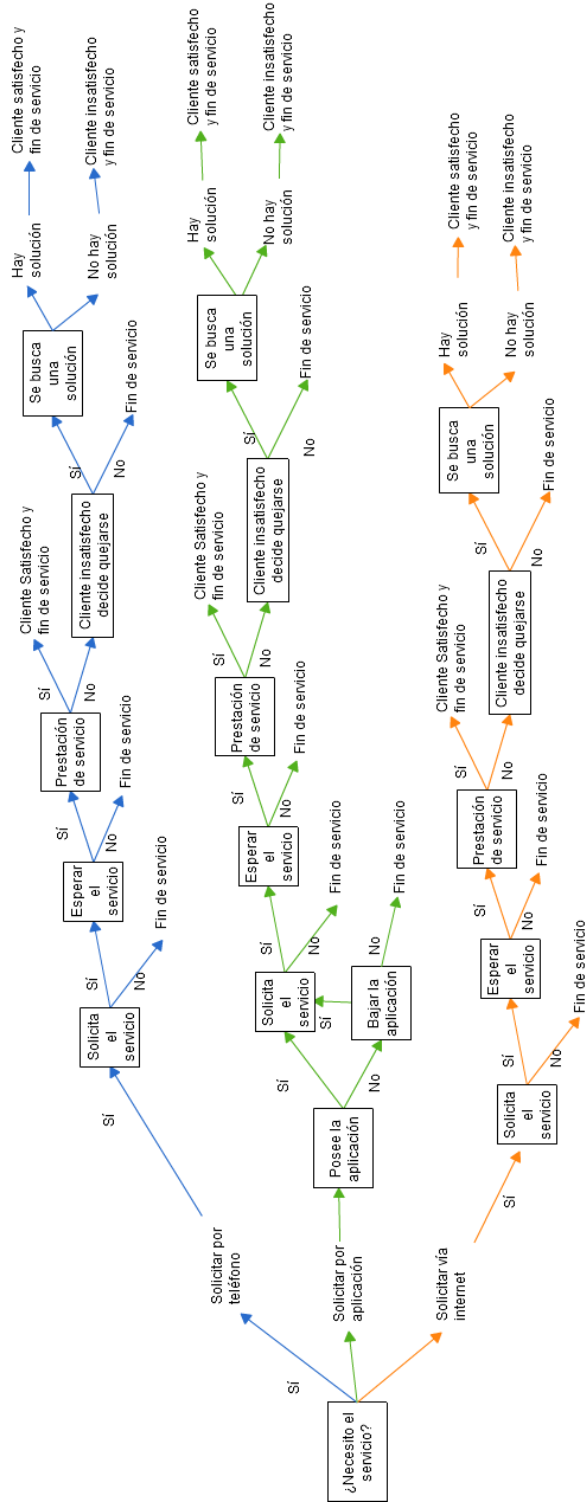 ¿Necesito el
servicio?
Sí
Solicitar por
teléfono
Sí
Solicita
el
servicio
Sí
No
Fin de servicio
Esperar
el
servicio
Sí
No
Fin de servicio
Prestación
de servicio
Sí
No
Cliente Satisfecho y
fin de servicio
Cliente insatisfecho
decide quejarse
Sí
No
Fin de servicio
Se busca
una
solución
Hay
solución
Cliente satisfecho y
fin de servicio
No hay
solución
Cliente insatisfecho
y fin de servicio
Solicitar por
aplicación
Posee la
aplicación
Sí
No
Solicita
el
servicio
Sí
Bajar la
aplicación
No
Fin de servicio
Sí
No
Fin de servicio
Esperar
el
servicio
Sí
No
Fin de servicio
Prestación
de servicio
Sí
No
Cliente Satisfecho y
fin de servicio
Cliente insatisfecho
decide quejarse
Sí
No
Fin de servicio
Se busca
una
solución
Hay
solución
Cliente satisfecho
y fin de servicio
No hay
solución
Cliente insatisfecho
y fin de servicio
Solicitar vía
internet
Sí
Solicita
el
servicio
Sí
No
Fin de servicio
Esperar
el
servicio
Sí
No
Fin de servicio
Prestación
de servicio
Sí
No
Cliente Satisfecho y
fin de servicio
Cliente insatisfecho
decide quejarse
Sí
No
Fin de servicio
Se busca
una
solución
Hay
solución
Cliente satisfecho
y fin de servicio
No hay
solución
Cliente insatisfecho
y fin de servicio